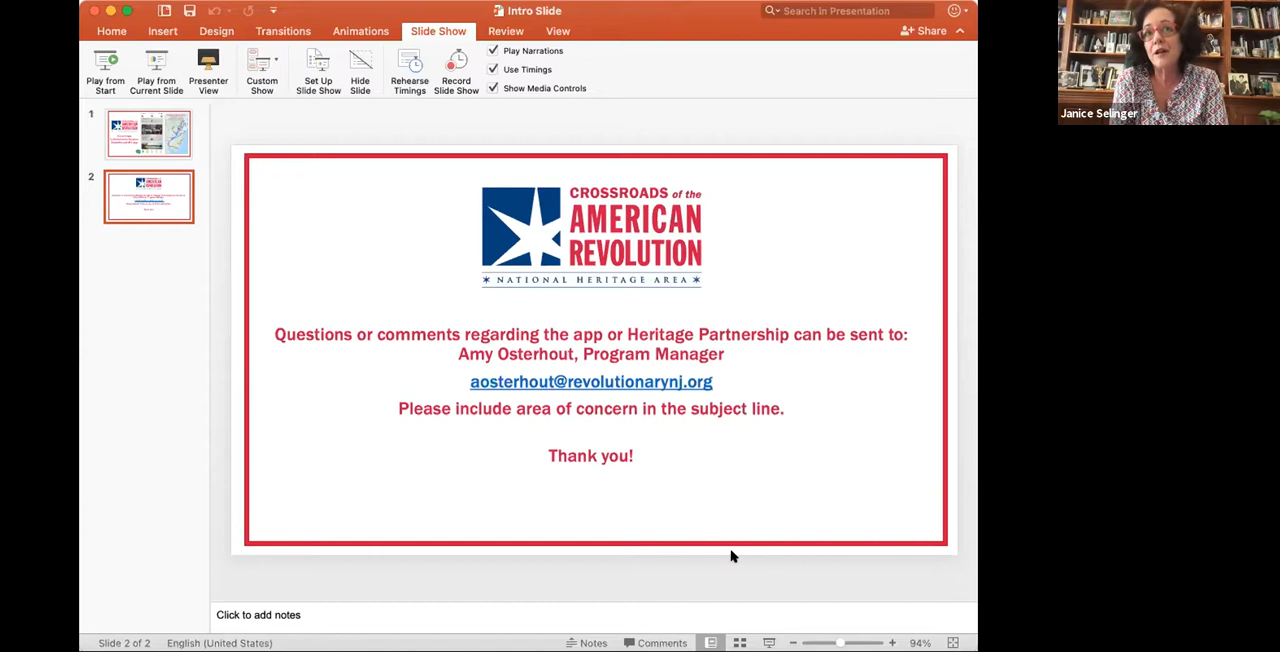 Intro Slide
Search in Presentation
Home Insert Design Transitions Animations Slide Show Review View
Share
Play from Start
Play from Current Slide
Presenter View
Custom Show
Set Up Slide Show
Hide Slide
Rehearse Timings
Record Slide Show
Play Narrations
Use Timings
Show Media Controls
Janice Selinger
1
AMERICAN
REVOLUTION
2
CROSSROADS of the
AMERICAN
REVOLUTION
NATIONAL HERITAGE AREA
Questions or comments regarding the app or Heritage Partnership can be sent to:
Amy Osterhout, Program Manager
aosterhout@revolutionarynj.org
Please include area of concern in the subject line.
Thank you!
Click to add notes
Slide 2 of 2 English (United States) Notes Comments 94%